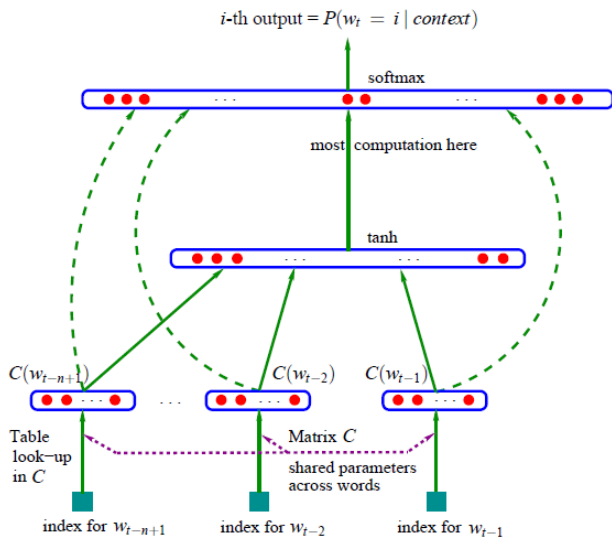 i-th output = P(w_t = i | context)
softmax
. . .
. . .
most computation here
tanh
. . .
. . .
C(w_{t−n+1})
C(w_{t−2})
C(w_{t−1})
. . .
. . .
. . .
. . .
Table
look−up
in C
Matrix C
shared parameters
across words
index for w_{t−n+1}
index for w_{t−2}
index for w_{t−1}